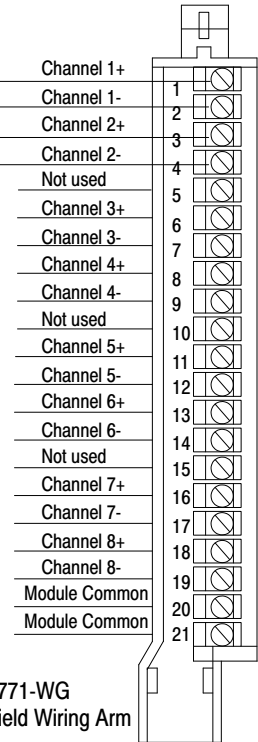 Channel 1+ 1
Channel 1- 2
Channel 2+ 3
Channel 2- 4
Not used 5
Channel 3+ 6
Channel 3- 7
Channel 4+ 8
Channel 4- 9
Not used 10
Channel 5+ 11
Channel 5- 12
Channel 6+ 13
Channel 6- 14
Not used 15
Channel 7+ 16
Channel 7- 17
Channel 8+ 18
Channel 8- 19
Module Common 20
Module Common 21
771-WG
ield Wiring Arm